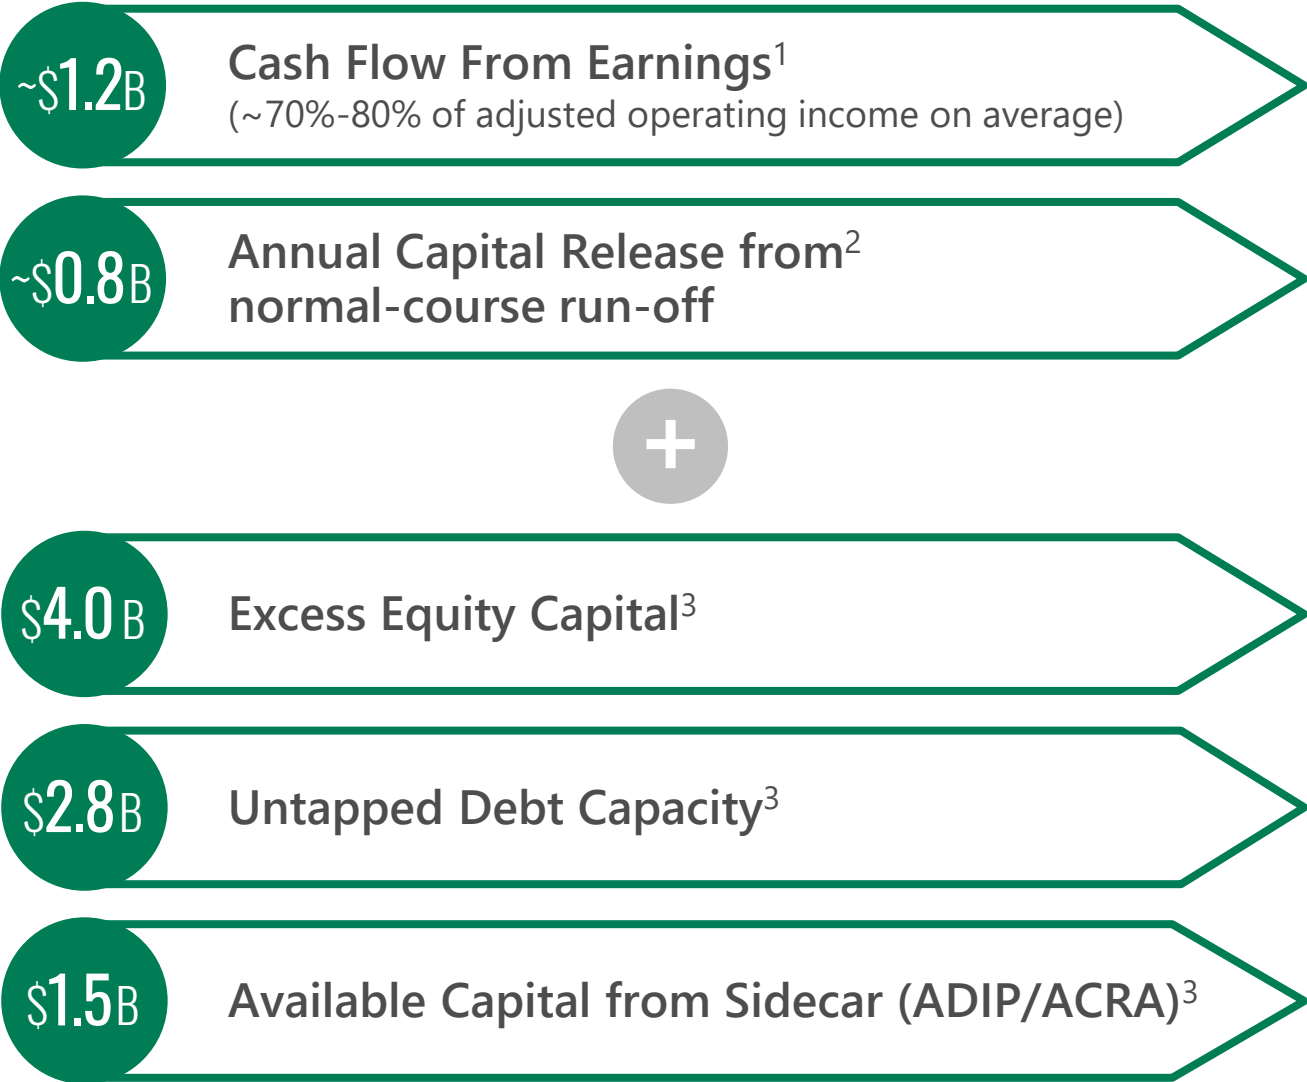 ~$1.2B
Cash Flow From Earnings1
(~70%-80% of adjusted operating income on average)
~$0.8B
Annual Capital Release from2
normal-course run-off
+
$4.0 B
Excess Equity Capital3
$2.8B
Untapped Debt Capacity3
$1.5B
Available Capital from Sidecar (ADIP/ACRA)3